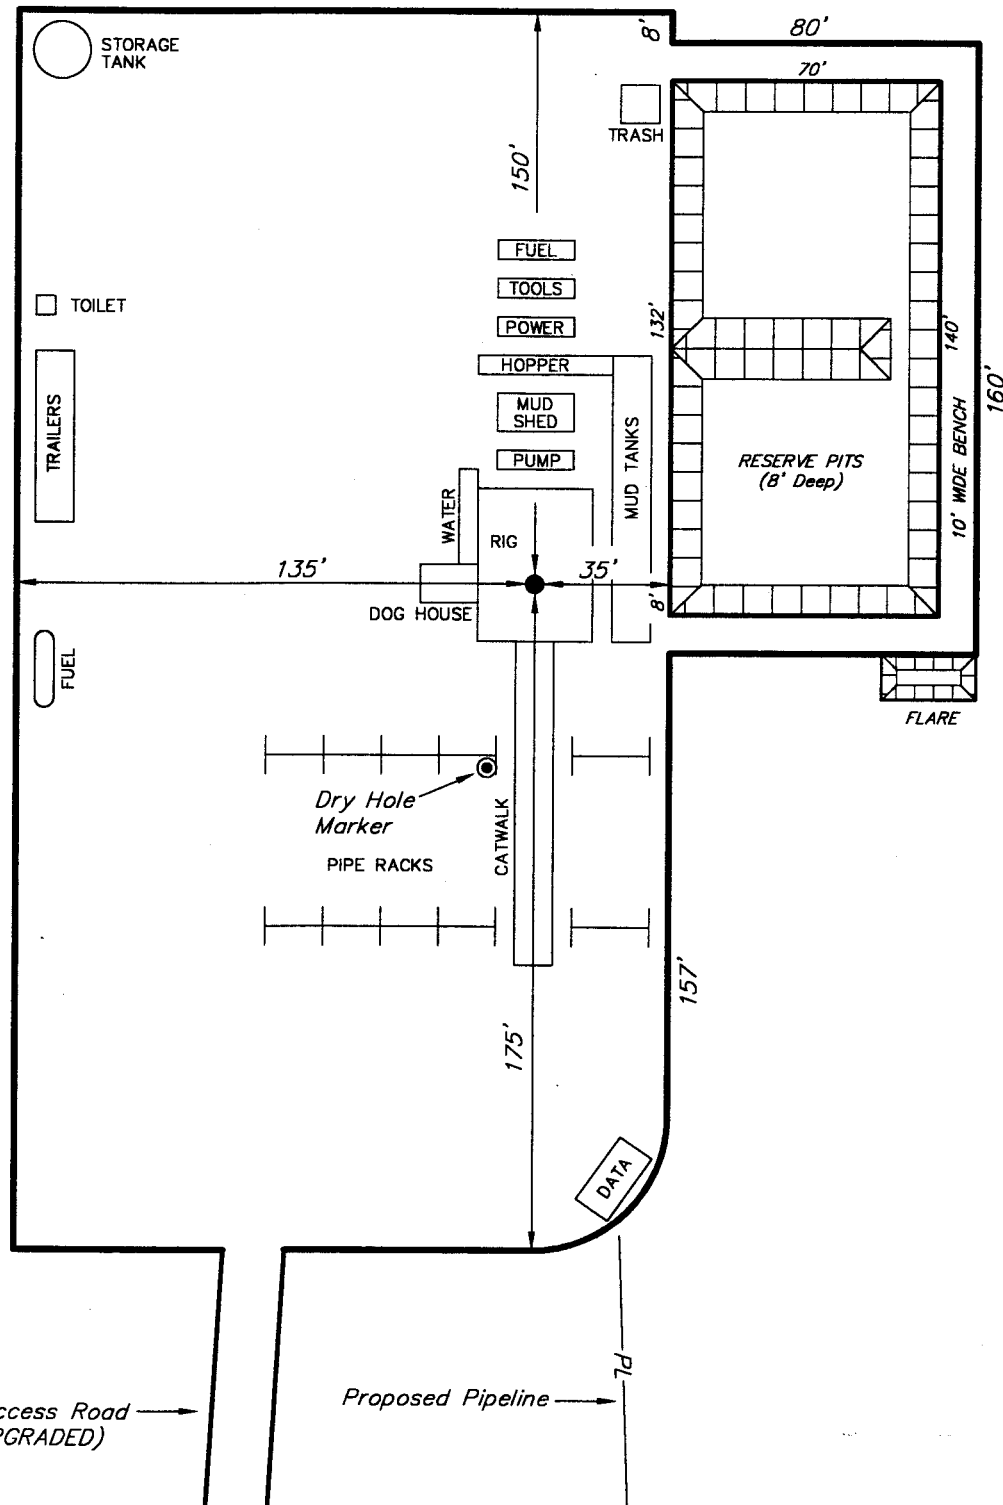 STORAGE
TANK
150'
8'
80'
70'
TRASH
FUEL
TOOLS
POWER
HOPPER
MUD
SHED
PUMP
TOILET
TRAILERS
WATER
RIG
MUD TANKS
132'
140'
160'
10' WIDE BENCH
RESERVE PITS
(8' Deep)
135'
35'
8'
DOG HOUSE
FUEL
FLARE
Dry Hole
Marker
CATWALK
PIPE RACKS
157'
175'
DATA
PL
Proposed Pipeline
ccess Road
PGRADED)